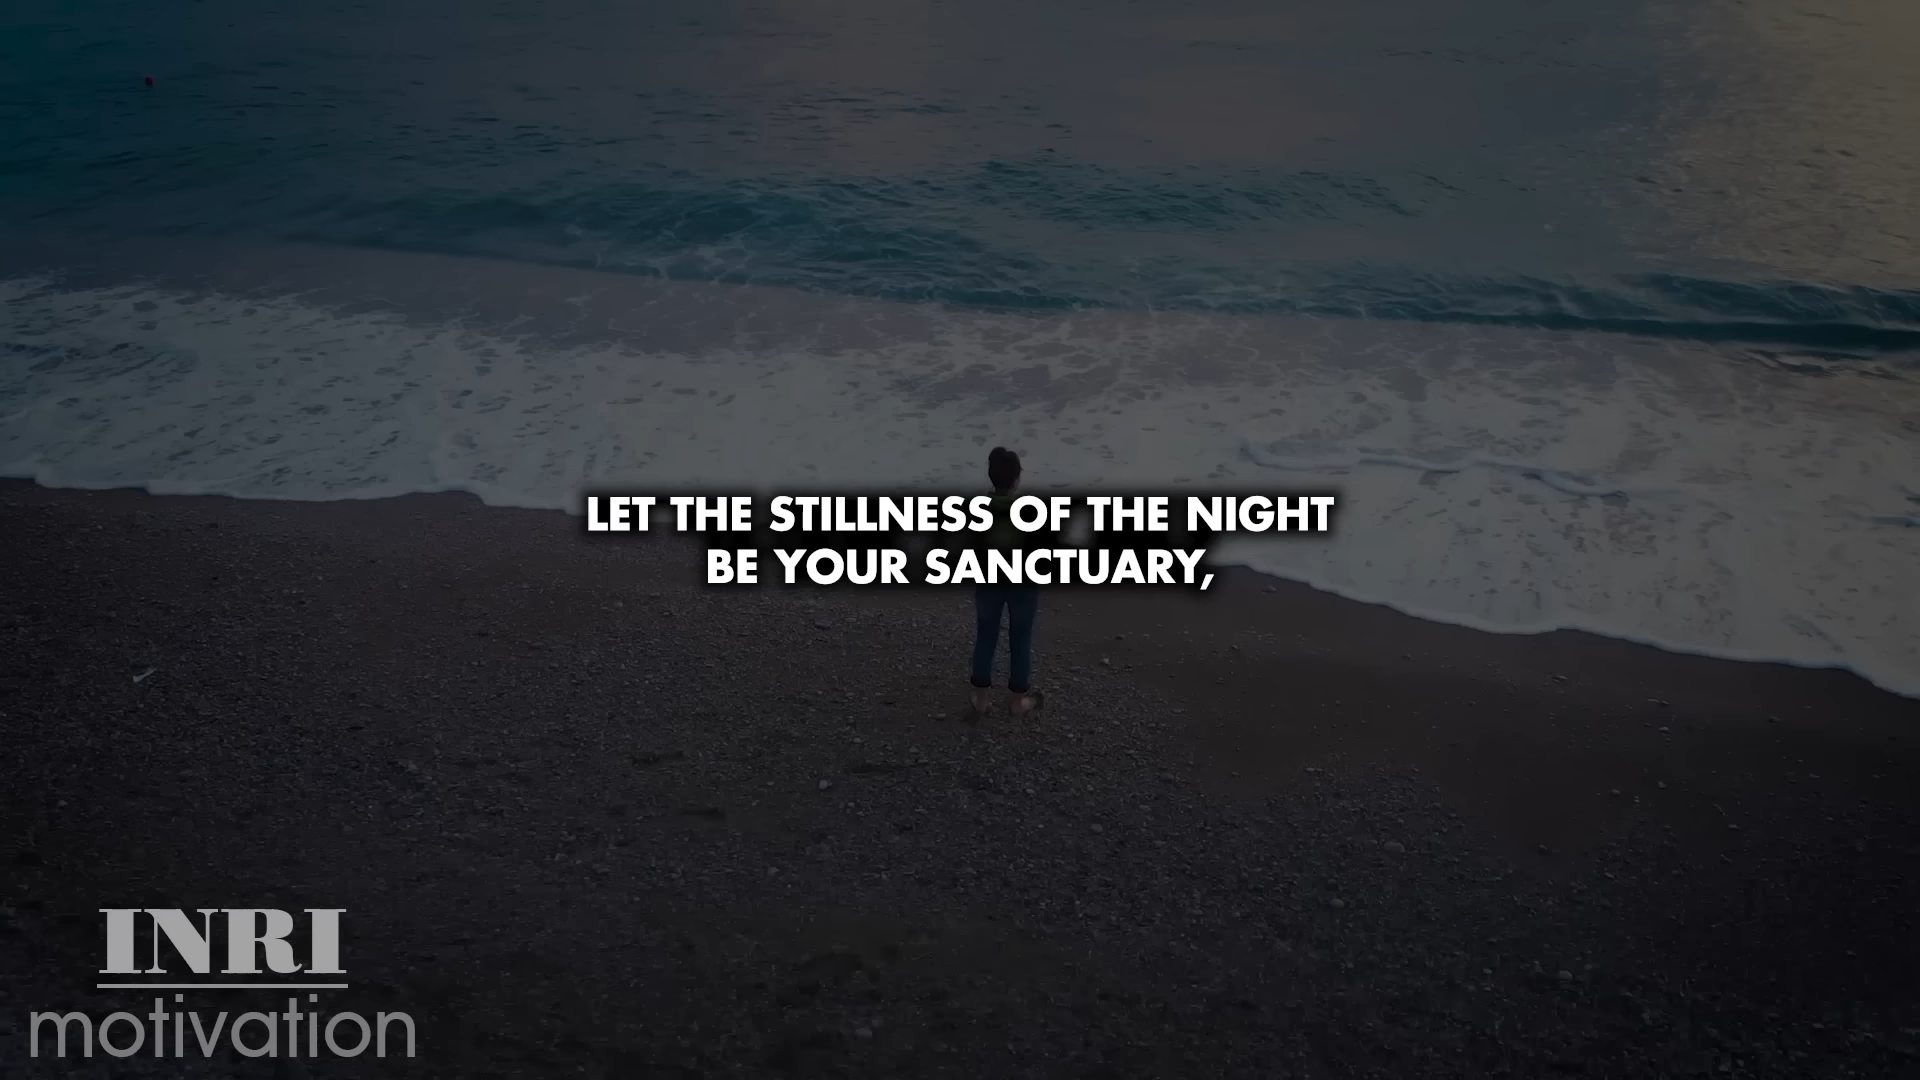 LET THE STILLNESS OF THE NIGHT
BE YOUR SANCTUARY,
INRI
motivation